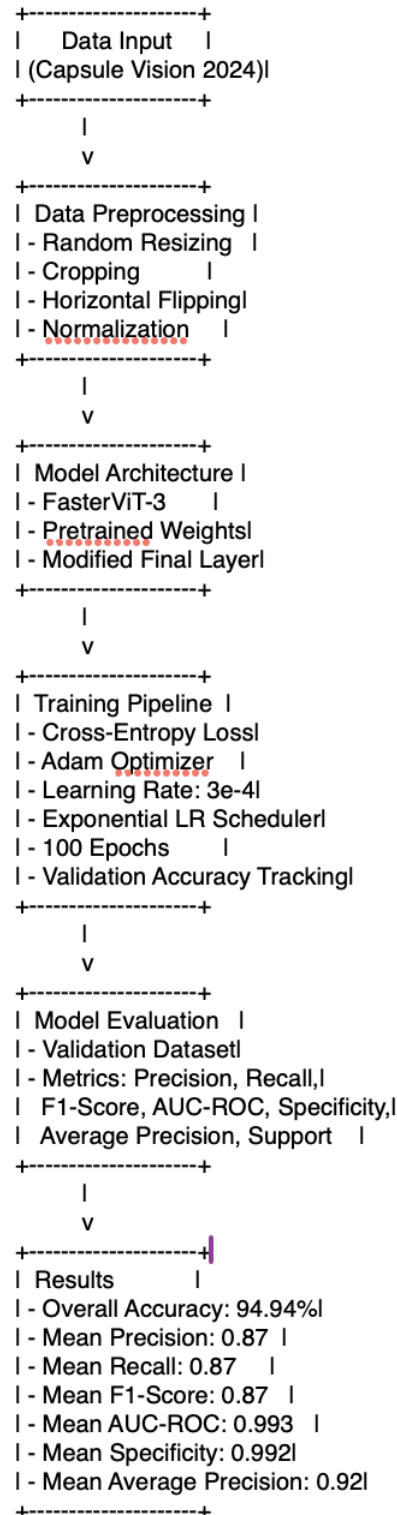 +---------------------+
|      Data Input     |
| (Capsule Vision 2024)|
+---------------------+
|
v
+---------------------+
|  Data Preprocessing |
| - Random Resizing   |
| - Cropping          |
| - Horizontal Flipping|
| - Normalization     |
+---------------------+
|
v
+---------------------+
|  Model Architecture |
| - FasterViT-3       |
| - Pretrained Weights|
| - Modified Final Layer|
+---------------------+
|
v
+---------------------+
|  Training Pipeline  |
| - Cross-Entropy Loss|
| - Adam Optimizer    |
| - Learning Rate: 3e-4|
| - Exponential LR Scheduler|
| - 100 Epochs        |
| - Validation Accuracy Tracking|
+---------------------+
|
v
+---------------------+
|  Model Evaluation   |
| - Validation Dataset|
| - Metrics: Precision, Recall,|
|   F1-Score, AUC-ROC, Specificity,|
|   Average Precision, Support    |
+---------------------+
|
v
+---------------------+
|  Results            |
| - Overall Accuracy: 94.94%|
| - Mean Precision: 0.87  |
| - Mean Recall: 0.87     |
| - Mean F1-Score: 0.87   |
| - Mean AUC-ROC: 0.993   |
| - Mean Specificity: 0.992|
| - Mean Average Precision: 0.92|
+---------------------+